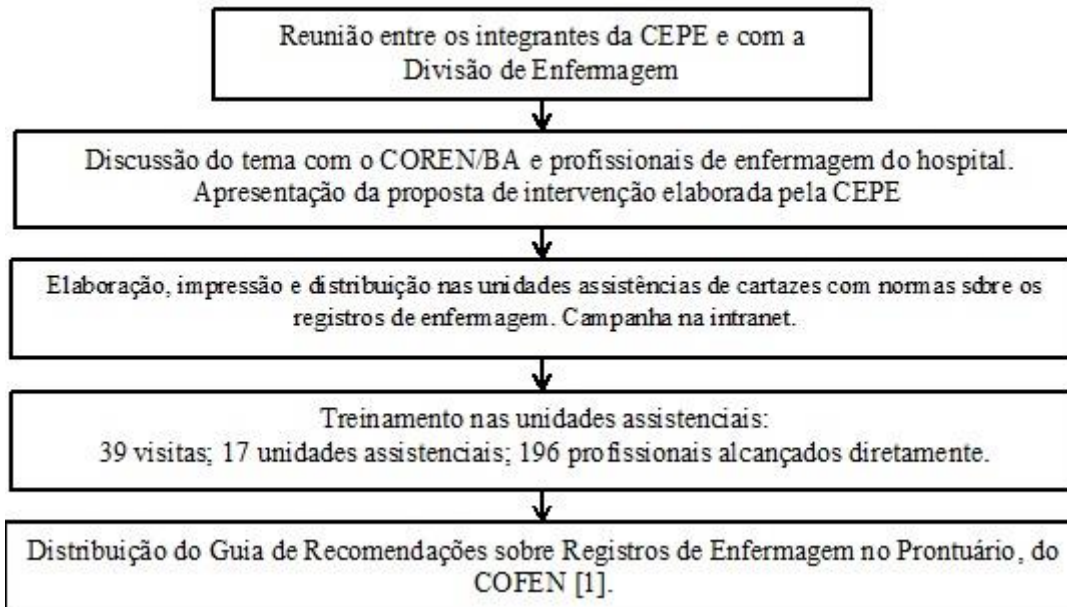 Reunião entre os integrantes da CEPE e com a
Divisão de Enfermagem
Discussão do tema com o COREN/BA e profissionais de enfermagem do hospital.
Apresentação da proposta de intervenção elaborada pela CEPE
Elaboração, impressão e distribuição nas unidades assistências de cartazes com normas sobre os
registros de enfermagem. Campanha na intranet.
Treinamento nas unidades assistenciais:
39 visitas; 17 unidades assistenciais; 196 profissionais alcançados diretamente.
Distribuição do Guia de Recomendações sobre Registros de Enfermagem no Prontuário, do
COFEN [1].